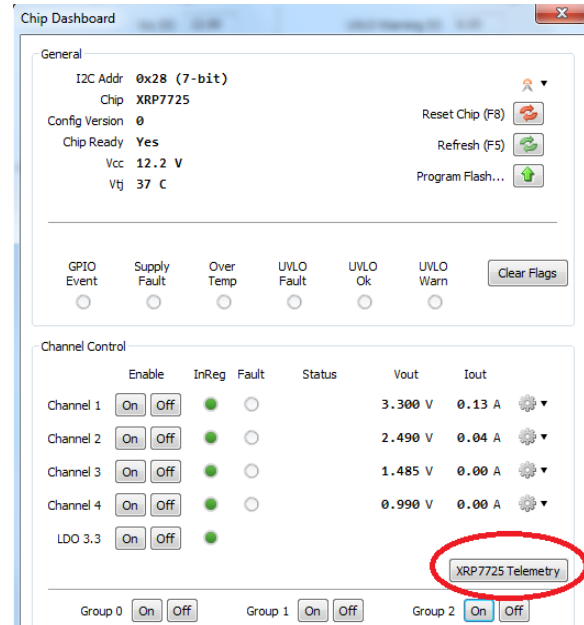 Chip Dashboard
General
I2C Addr 0x28 (7-bit)
Chip XRP7725
Config Version 0
Chip Ready Yes
Vcc 12.2 V
Vtj 37 C
Reset Chip (F8)
Refresh (F5)
Program Flash...
GPIO Event
Supply Fault
Over Temp
UVLO Fault
UVLO Ok
UVLO Warn
Clear Flags
Channel Control
Enable InReg Fault Status Vout Iout
Channel 1 On Off 3.300 V 0.13 A
Channel 2 On Off 2.490 V 0.04 A
Channel 3 On Off 1.485 V 0.00 A
Channel 4 On Off 0.990 V 0.00 A
LDO 3.3 On Off
XRP7725 Telemetry
Group 0 On Off Group 1 On Off Group 2 On Off